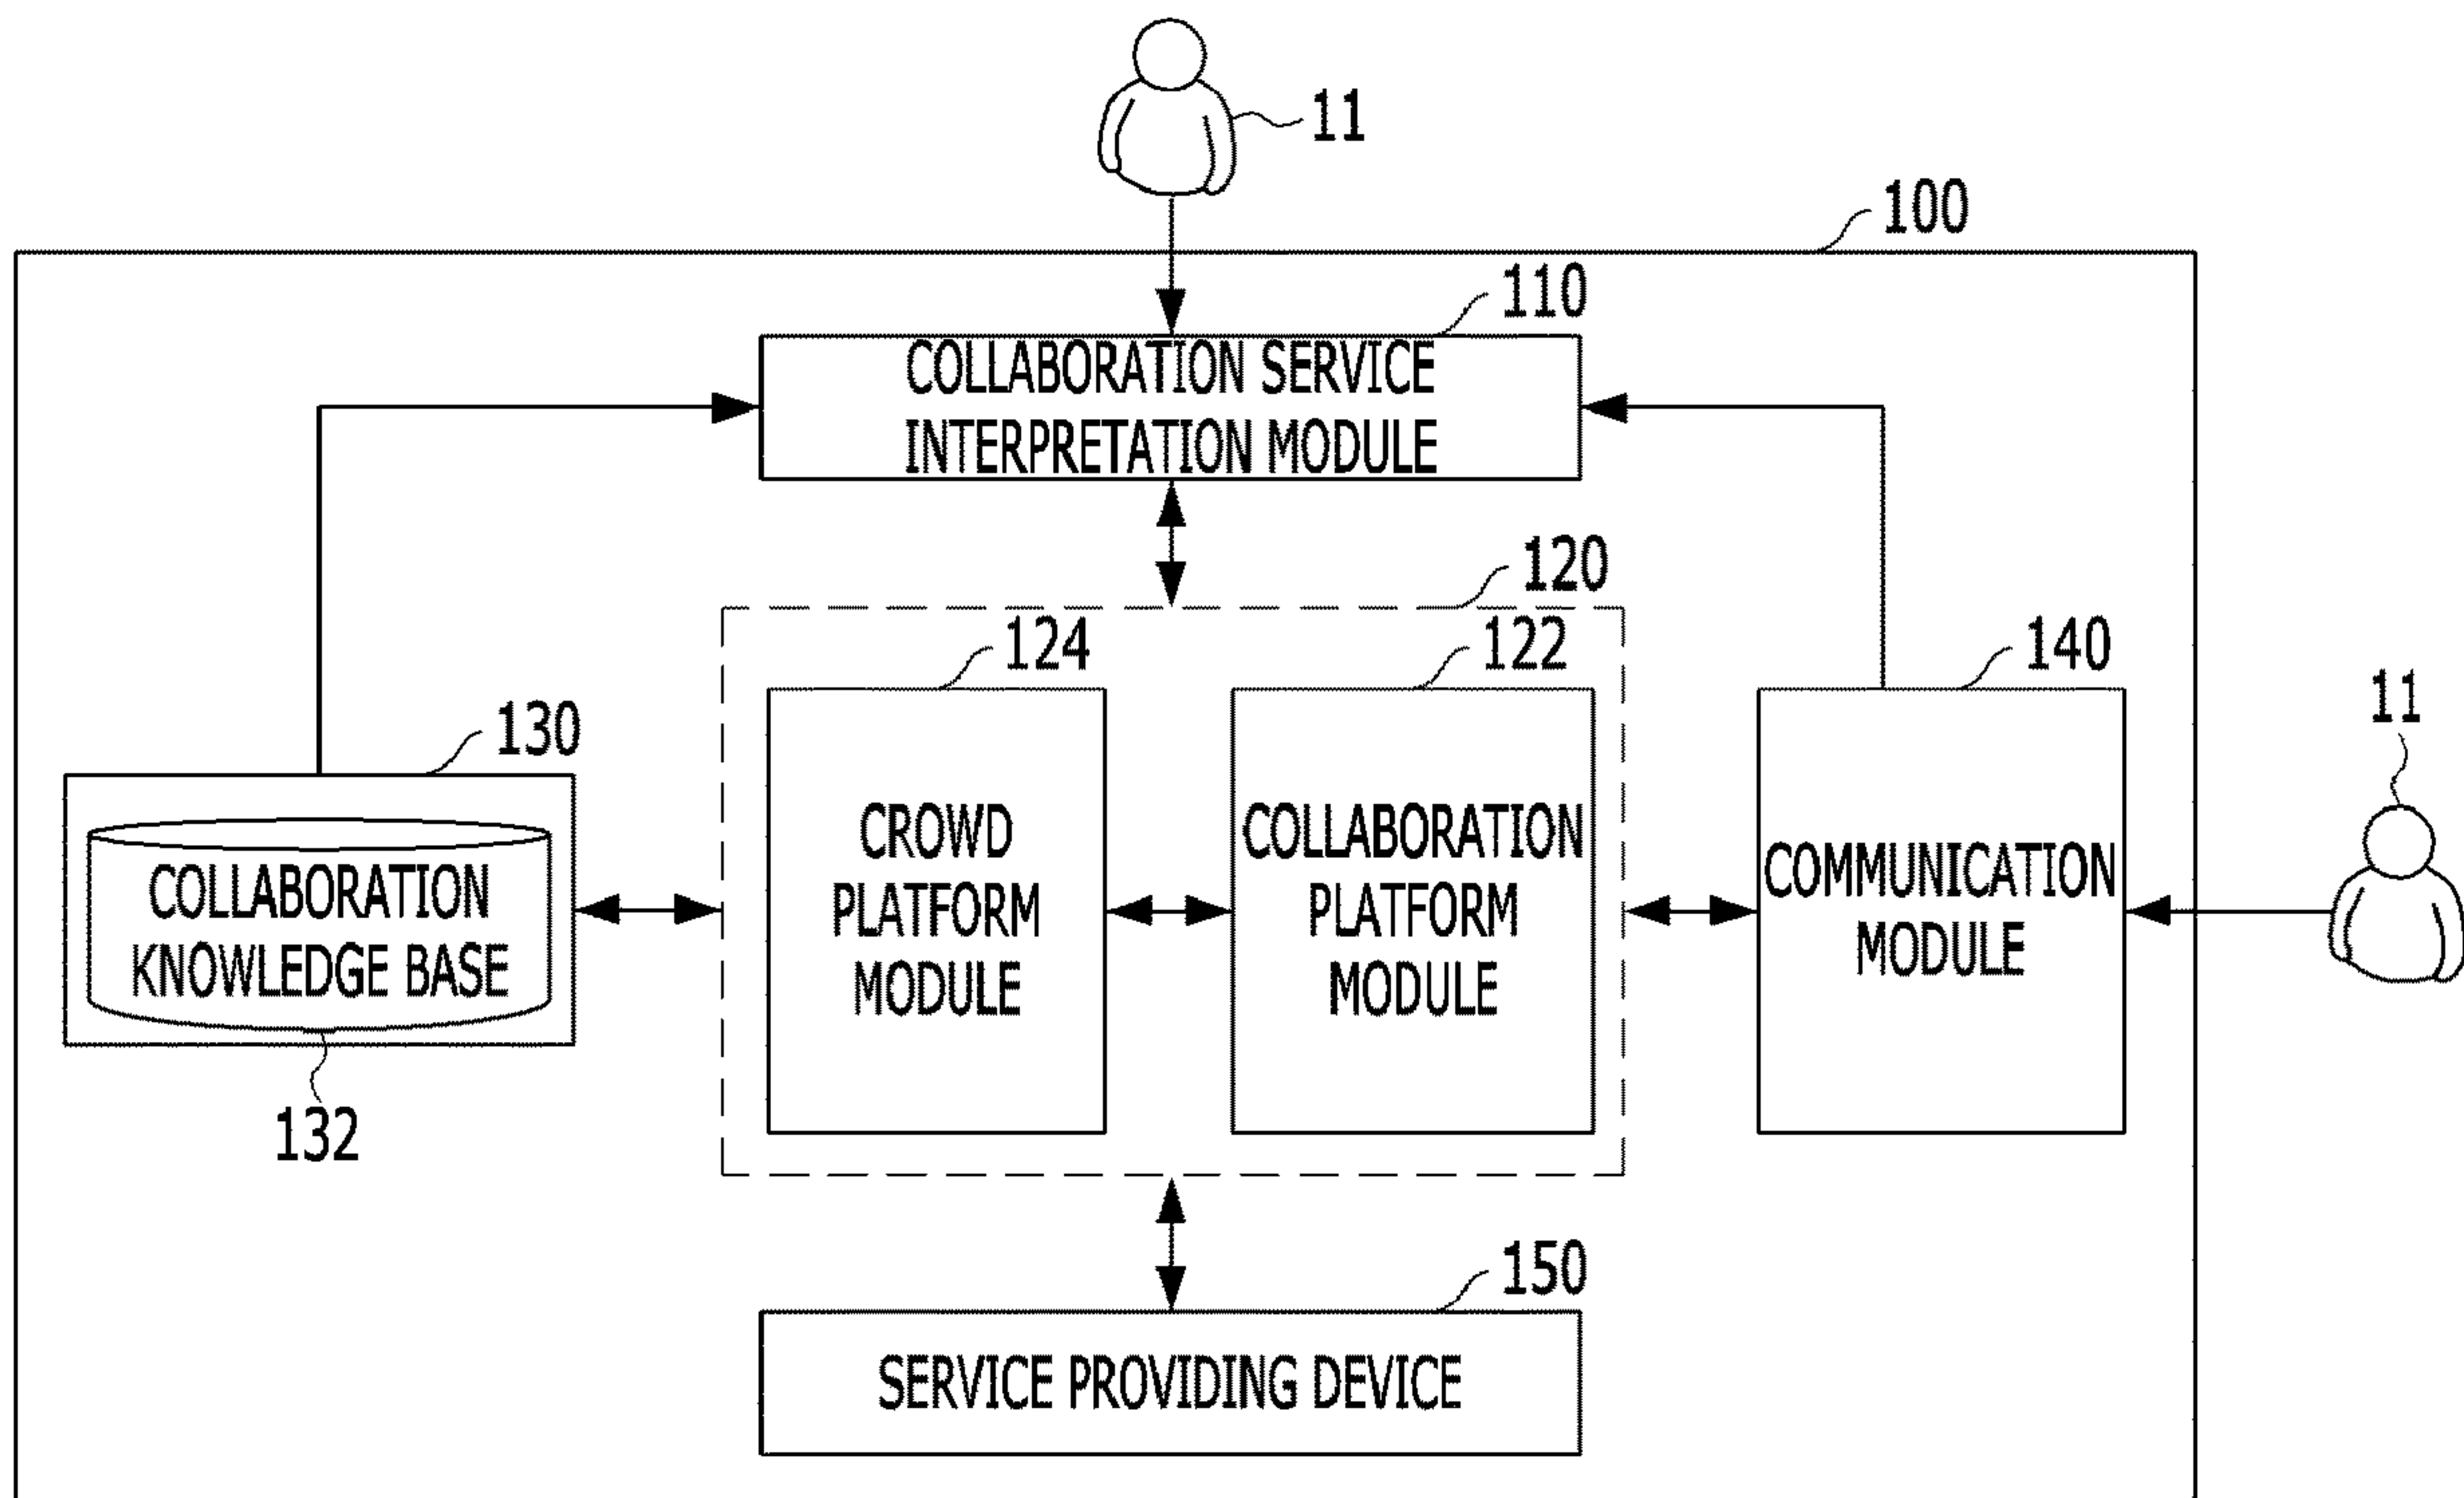 11
100
110
COLLABORATION SERVICE
INTERPRETATION MODULE
120
124
122
140
11
130
CROWD
PLATFORM
MODULE
COLLABORATION
PLATFORM
MODULE
COMMUNICATION
MODULE
COLLABORATION
KNOWLEDGE BASE
132
150
SERVICE PROVIDING DEVICE